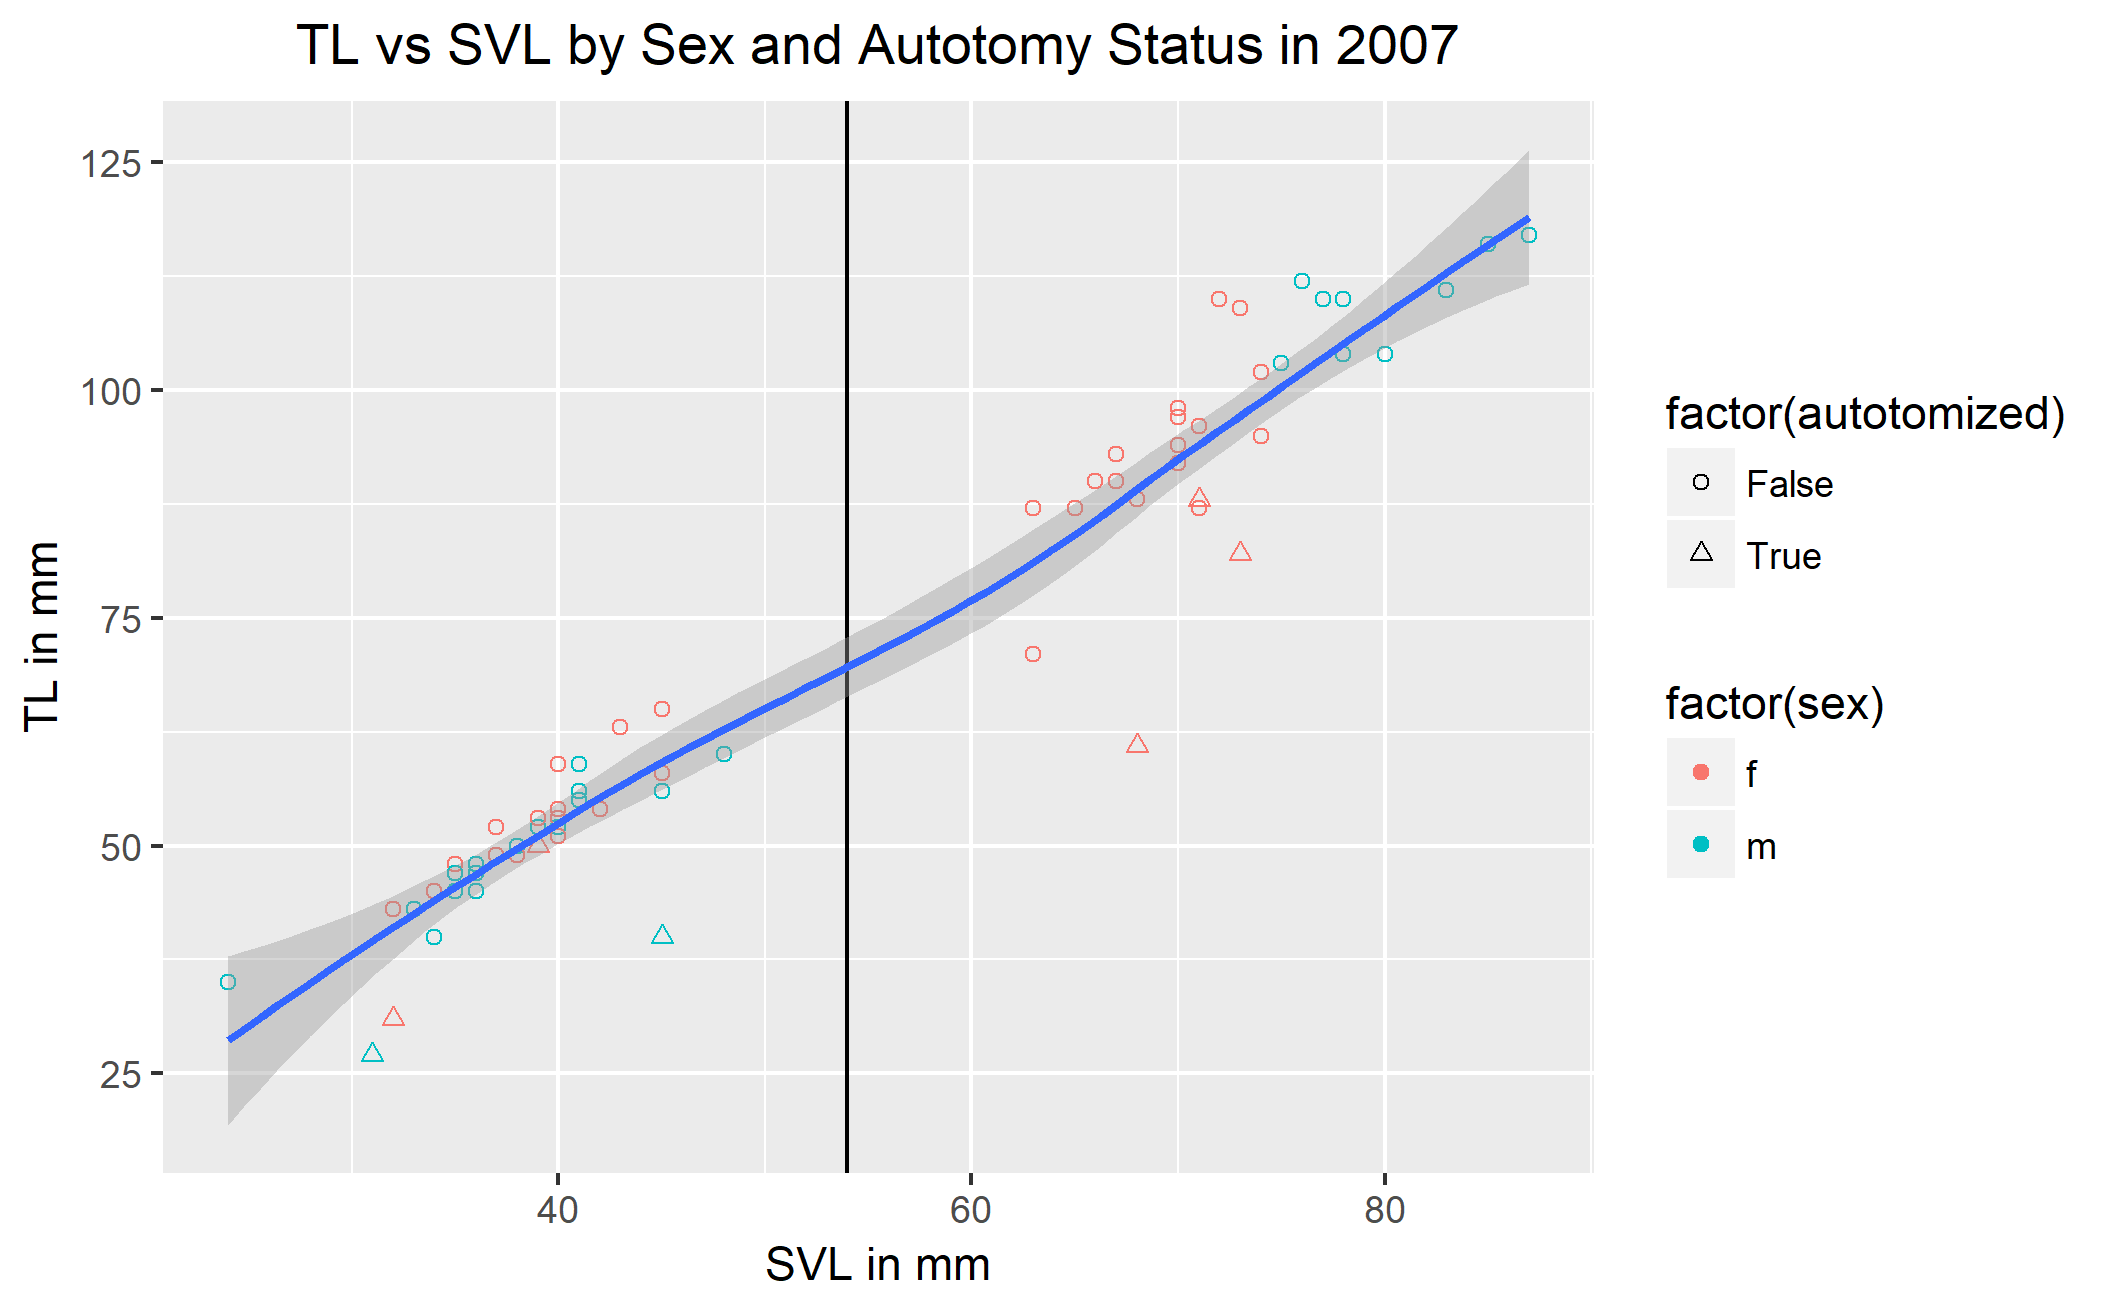 TL vs SVL by Sex and Autotomy Status in 2007
TL in mm
125
100
75
50
25
40 60 80
SVL in mm
factor(autotomized)
False
True
factor(sex)
f
m